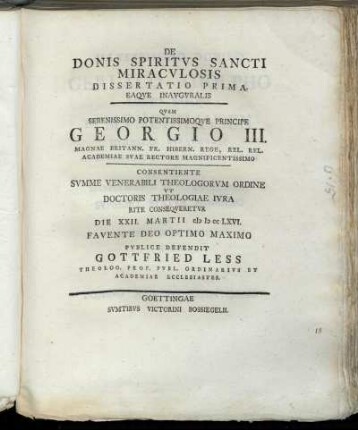 DE
DONIS SPIRITVS SANCTI
MIRACVLOSIS
DISSERTATIO PRIMA,
EAQVE INAVGVRALIS
QVAM
SERENISSIMO POTENTISSIMOQVE PRINCIPE
GEORGIO III.
MAGNAE BRITANN. FR. HIBERN. REGE, REL. REL.
ACADEMIAE SVAE RECTORE MAGNIFICENTISSIMO
CONSENTIENTE
SVMME VENERABILI THEOLOGORVM ORDINE
VT
DOCTORIS THEOLOGIAE IVRA
RITE CONSEQVERETVR
DIE XXII. MARTII cIↄ Iↄ cc LXVI.
FAVENTE DEO OPTIMO MAXIMO
PVBLICE DEFENDIT
GOTTFRIED LESS
THEOLOG. PROF. PVBL. ORDINARIVS ET
ACADEMIAE ECCLESIASTES.
GOETTINGAE
SVMTIBVS VICTORINI BOSSIEGELII.